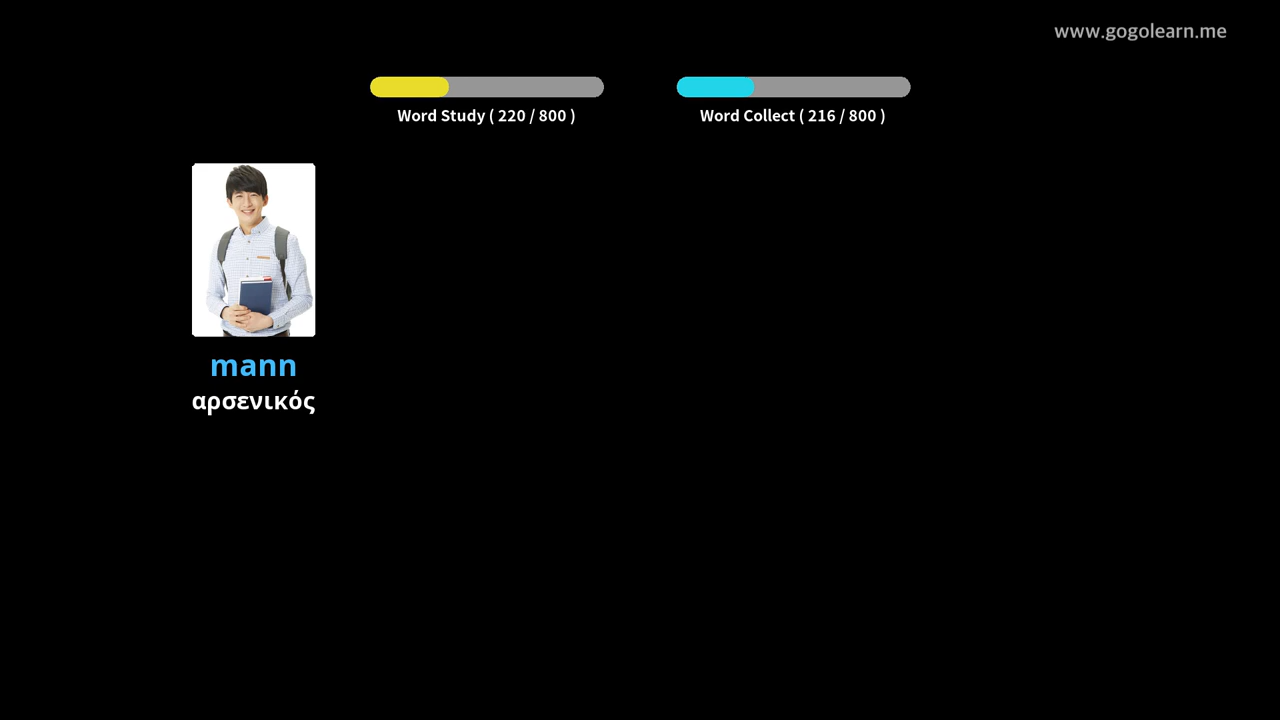 www.gogolearn.me
Word Study ( 220 / 800 )
Word Collect ( 216 / 800 )
mann
αρσενικός